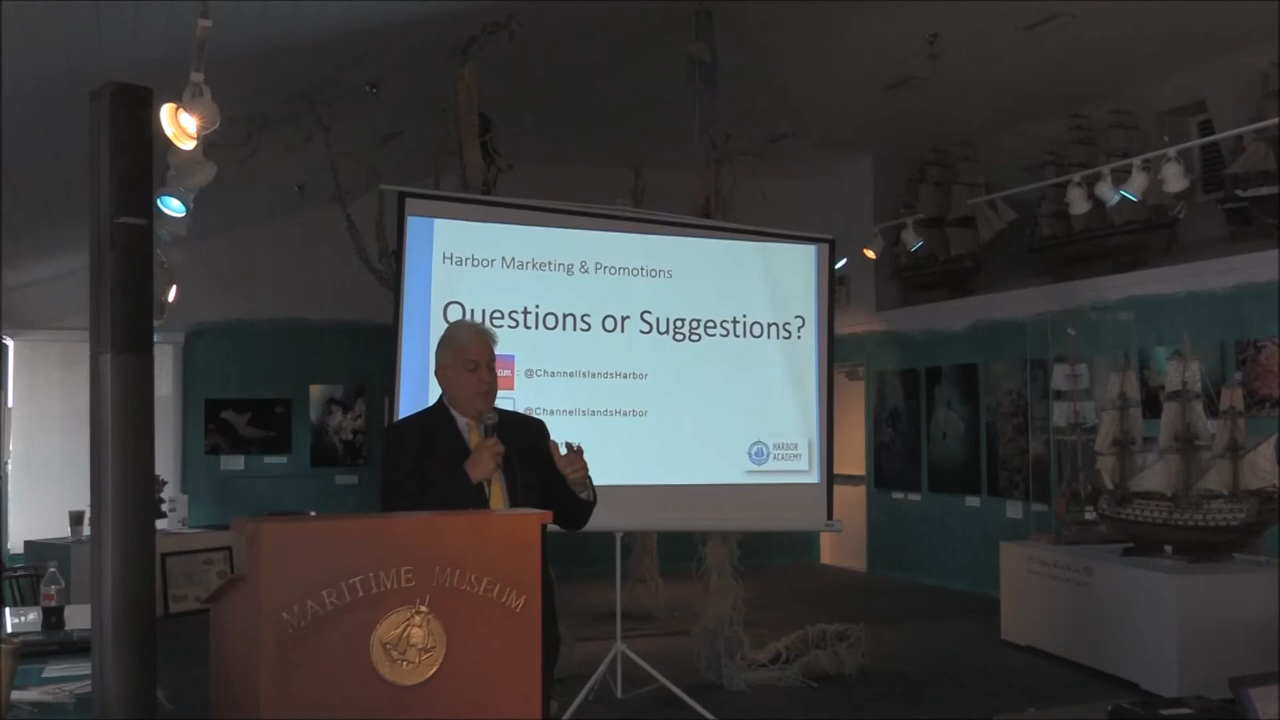 Harbor Marketing & Promotions
Questions or Suggestions?
: @ChannelIslandsHarbor
: @ChannelIslandsHarbor
HARBOR
ACADEMY
MARITIME MUSEUM